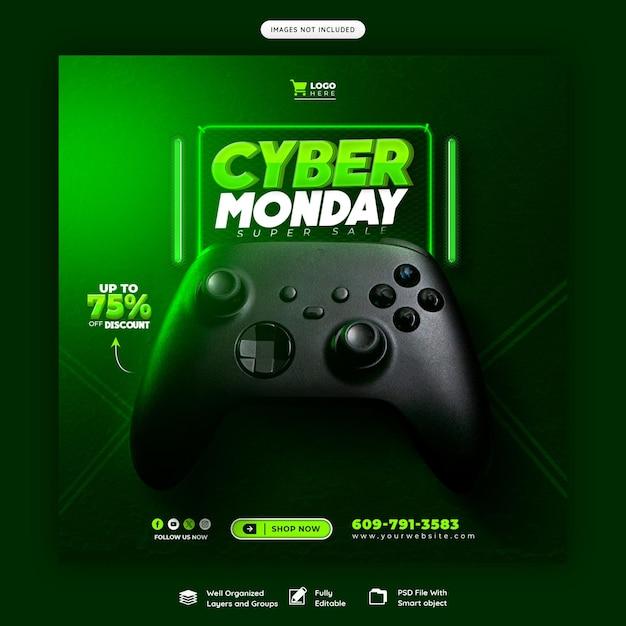 IMAGES NOT INCLUDED
LOGO
HERE
CYBER
MONDAY
SUPER SALE
UP TO
75%
OFF DISCOUNT
FOLLOW US NOW
SHOP NOW
609-791-3583
www.yourwebsite.com
Well Organized
Layers and Groups
Fully
Editable
PSD File With
Smart object